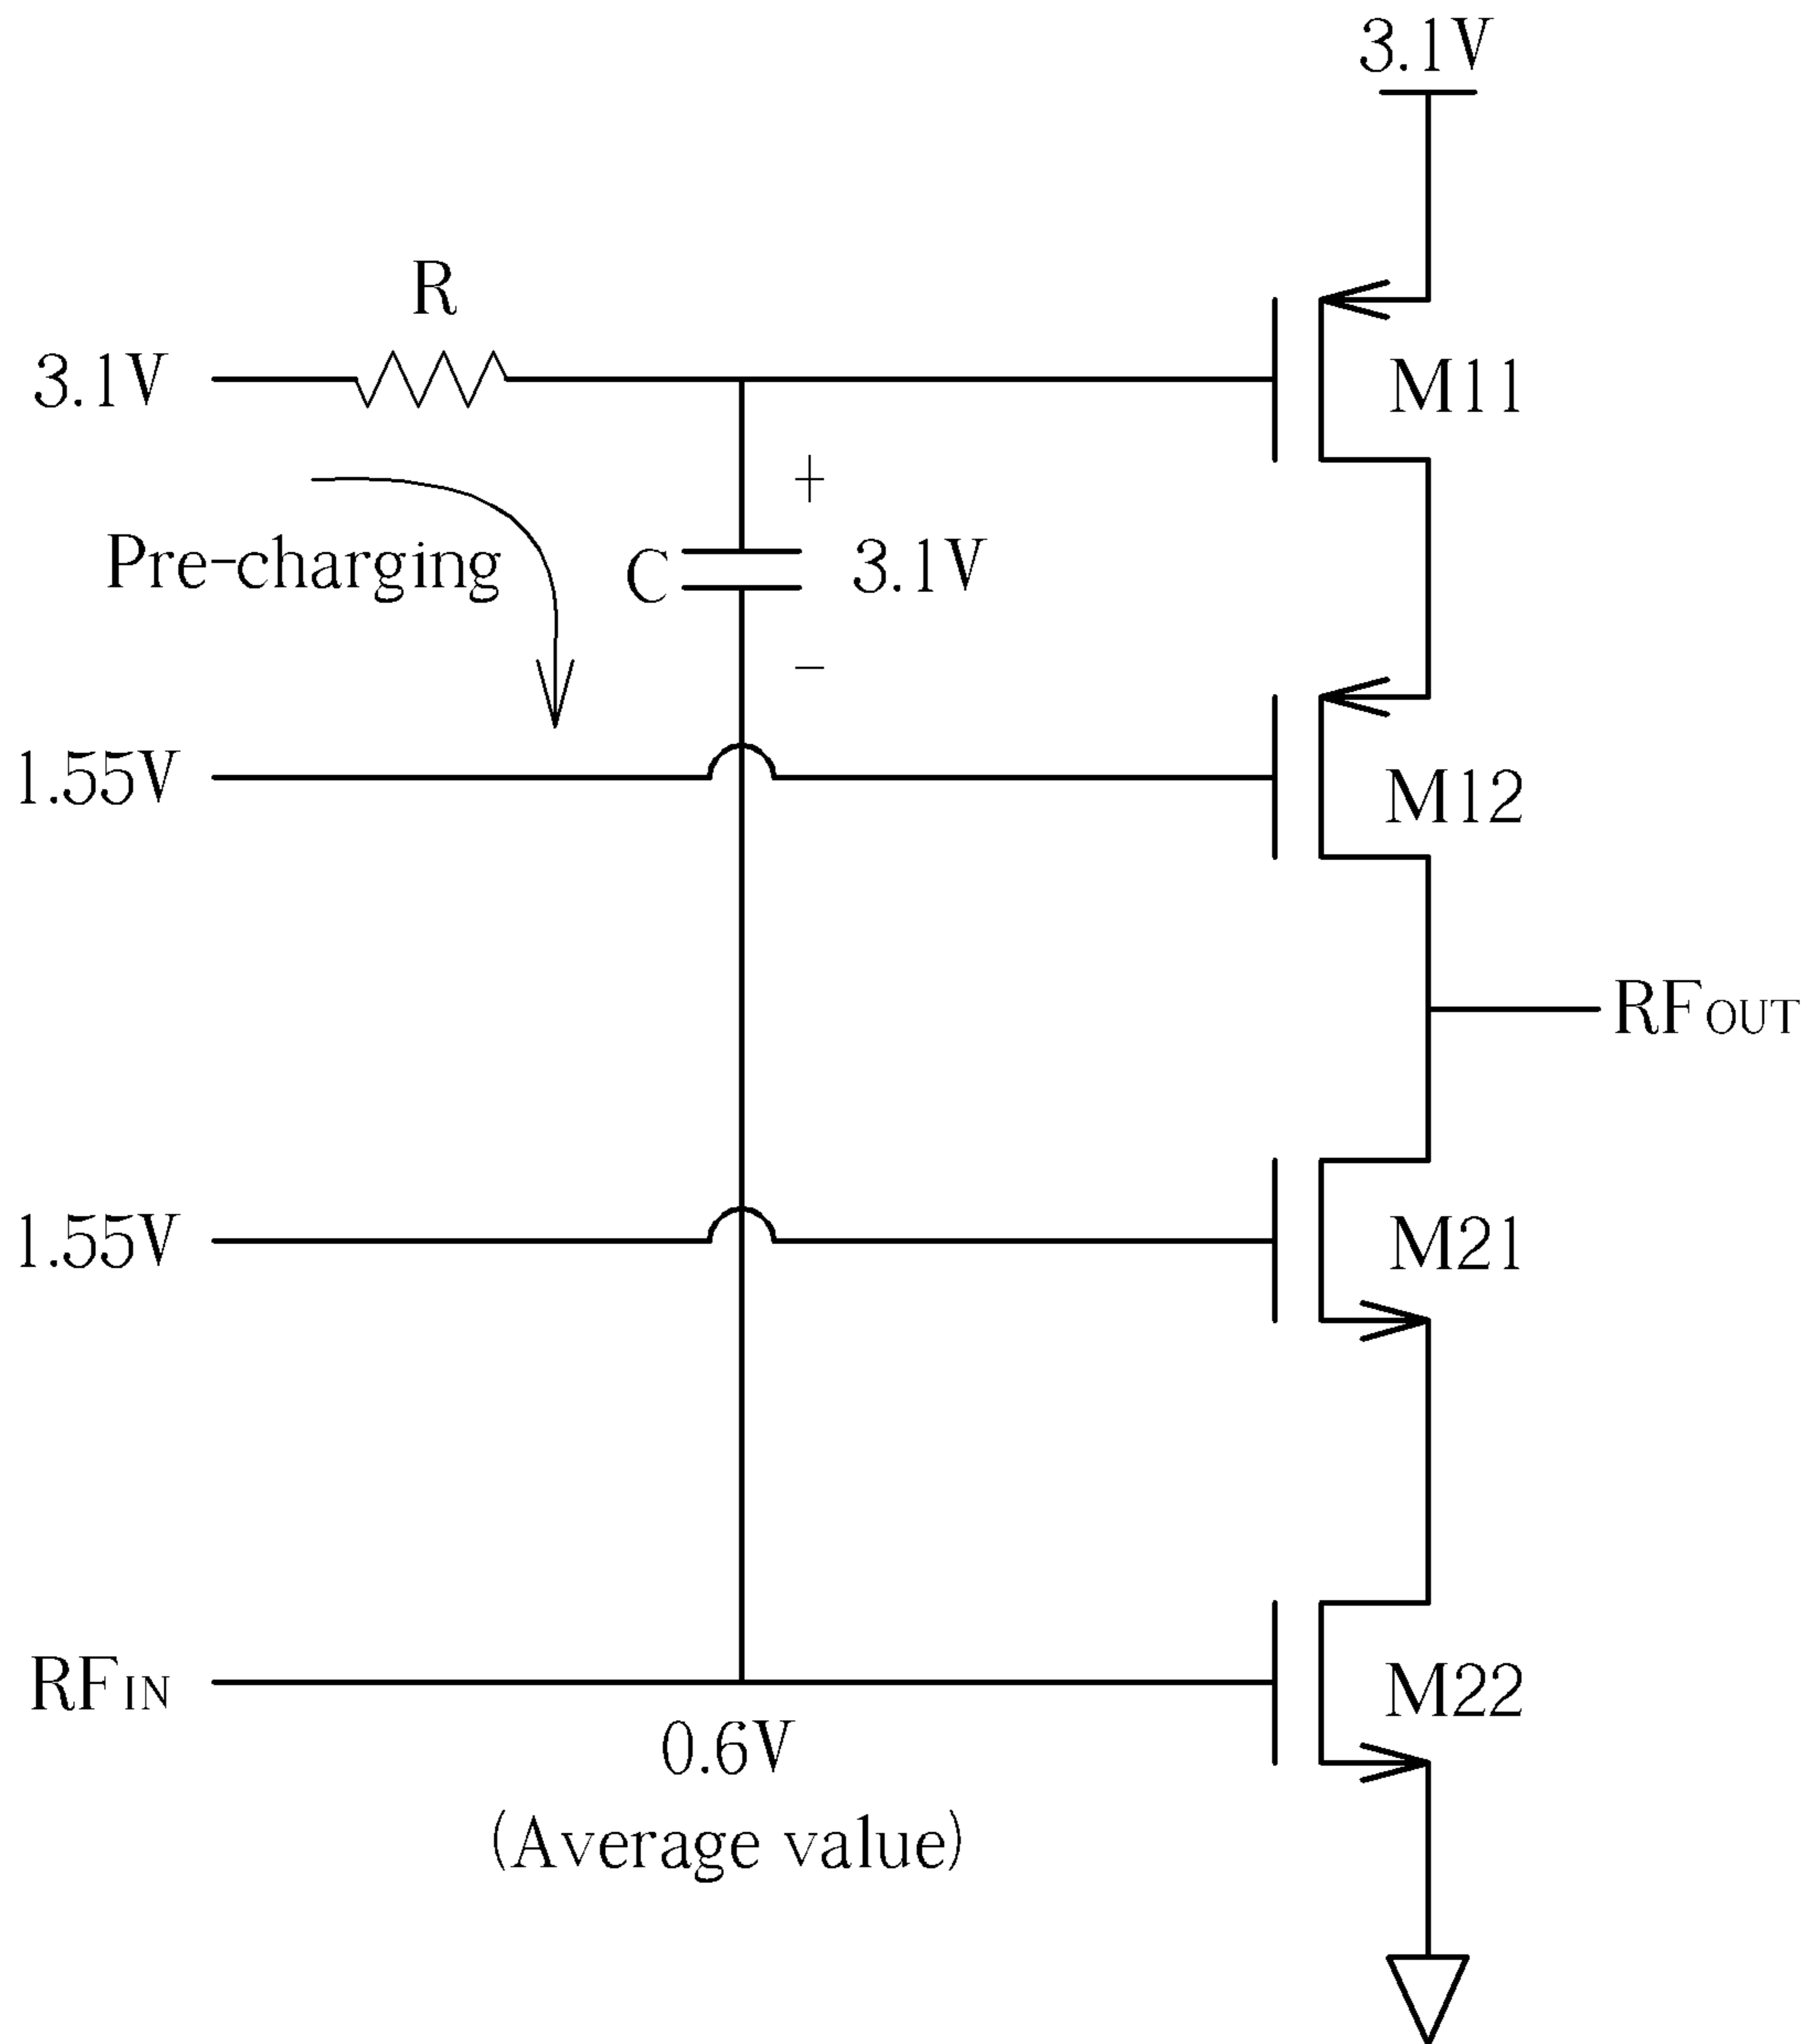 3.1V
R
3.1V
M11
+
Pre-charging
C
3.1V
−
1.55V
M12
RFOUT
1.55V
M21
RFIN
M22
0.6V
(Average value)